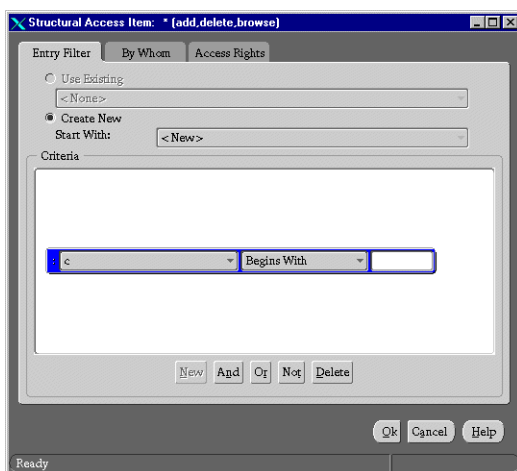 Structural Access Item: * (add,delete,browse)
Entry Filter By Whom Access Rights
Use Existing
<None>
Create New
Start With: <New>
Criteria
: c Begins With
New And Or Not Delete
Ok Cancel Help
Ready